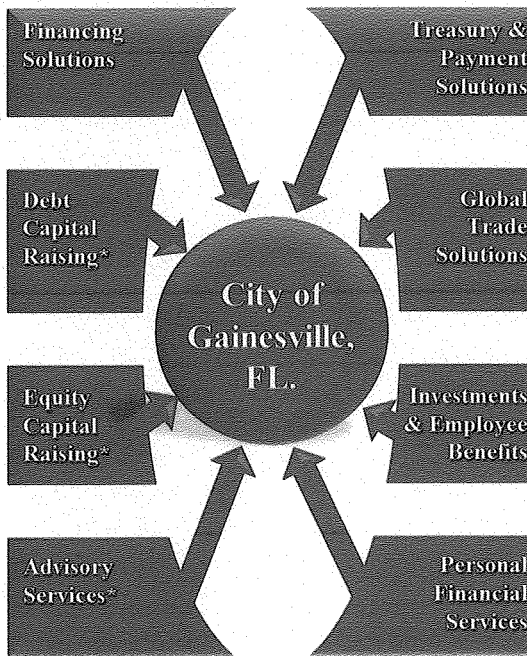 Financing
Solutions
Treasury &
Payment
Solutions
Debt
Capital
Raising*
Global
Trade
Solutions
City of
Gainesville,
FL.
Equity
Capital
Raising*
Investments
& Employee
Benefits
Advisory
Services*
Personal
Financial
Services